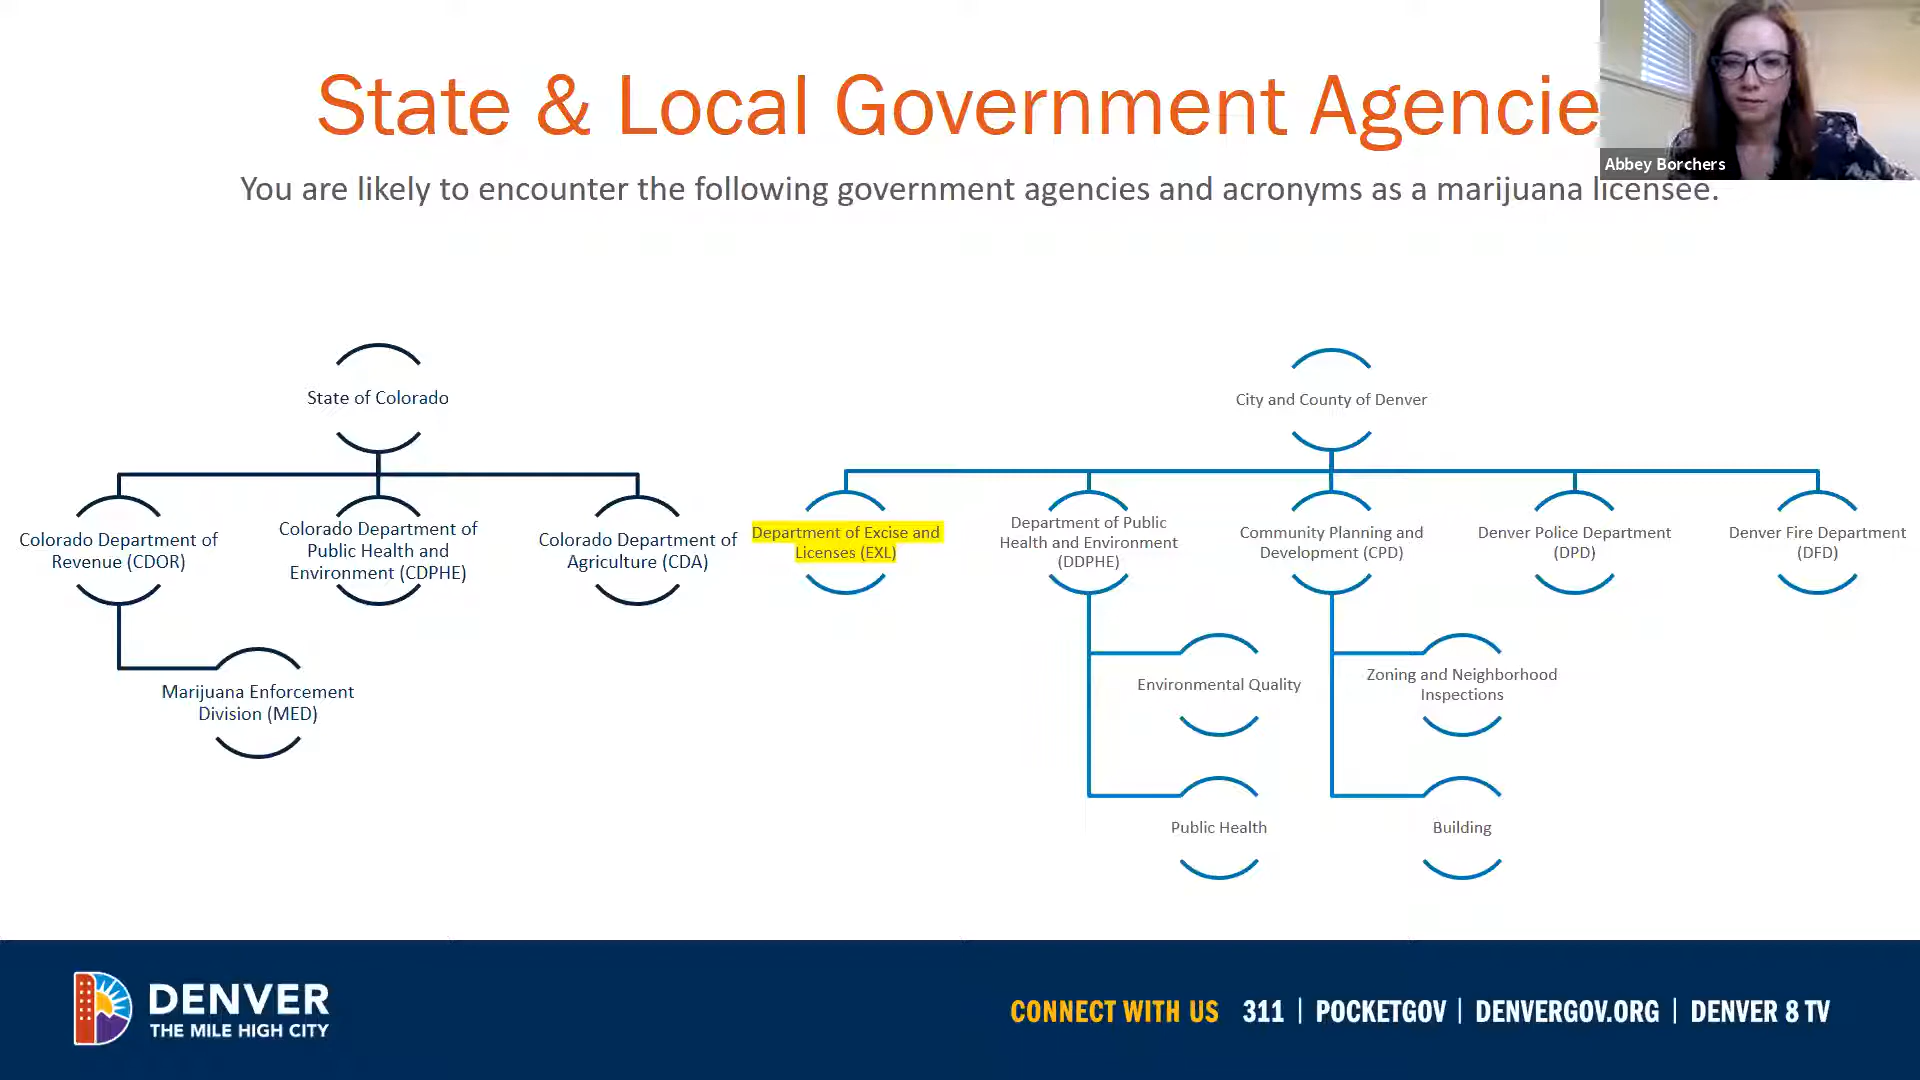 State & Local Government Agencie
Abbey Borchers
You are likely to encounter the following government agencies and acronyms as a marijuana licensee.
State of Colorado
City and County of Denver
Colorado Department of
Revenue (CDOR)
Colorado Department of
Public Health and
Environment (CDPHE)
Colorado Department of
Agriculture (CDA)
Department of Excise and
Licenses (EXL)
Department of Public
Health and Environment
(DDPHE)
Community Planning and
Development (CPD)
Denver Police Department
(DPD)
Denver Fire Department
(DFD)
Marijuana Enforcement
Division (MED)
Environmental Quality
Zoning and Neighborhood
Inspections
Public Health
Building
DENVER
THE MILE HIGH CITY
CONNECT WITH US 311 | POCKETGOV | DENVERGOV.ORG | DENVER 8 TV